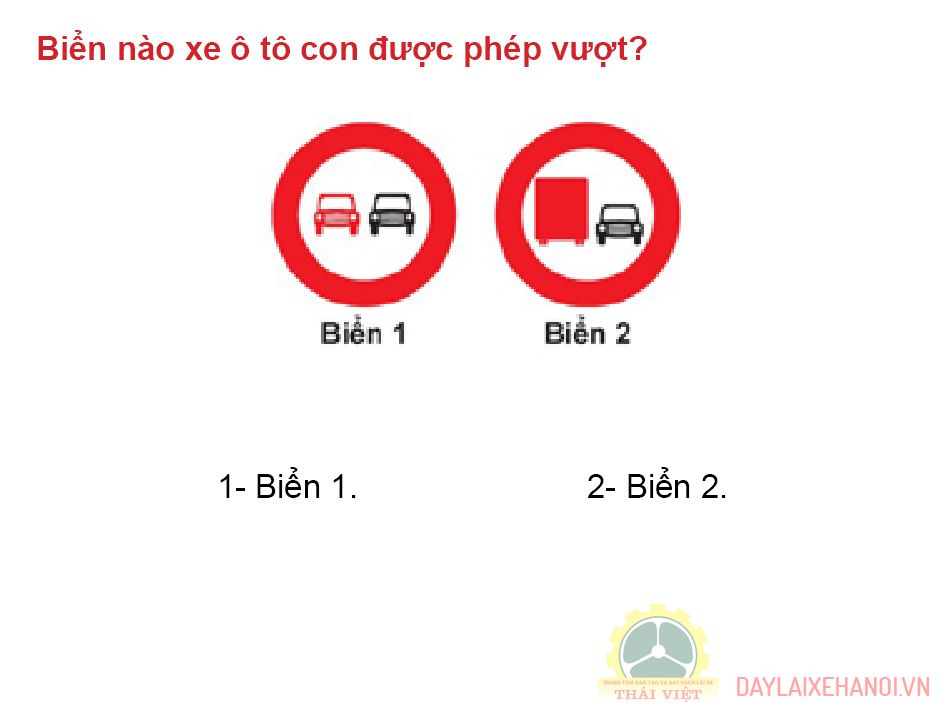 Biển nào xe ô tô con được phép vượt?
Biển 1
Biển 2
1- Biển 1.
2- Biển 2.
TRUNG TÂM ĐÀO TẠO VÀ SÁT HẠCH LÁI XE
THÁI VIỆT
DAYLAIXEHANOI.VN